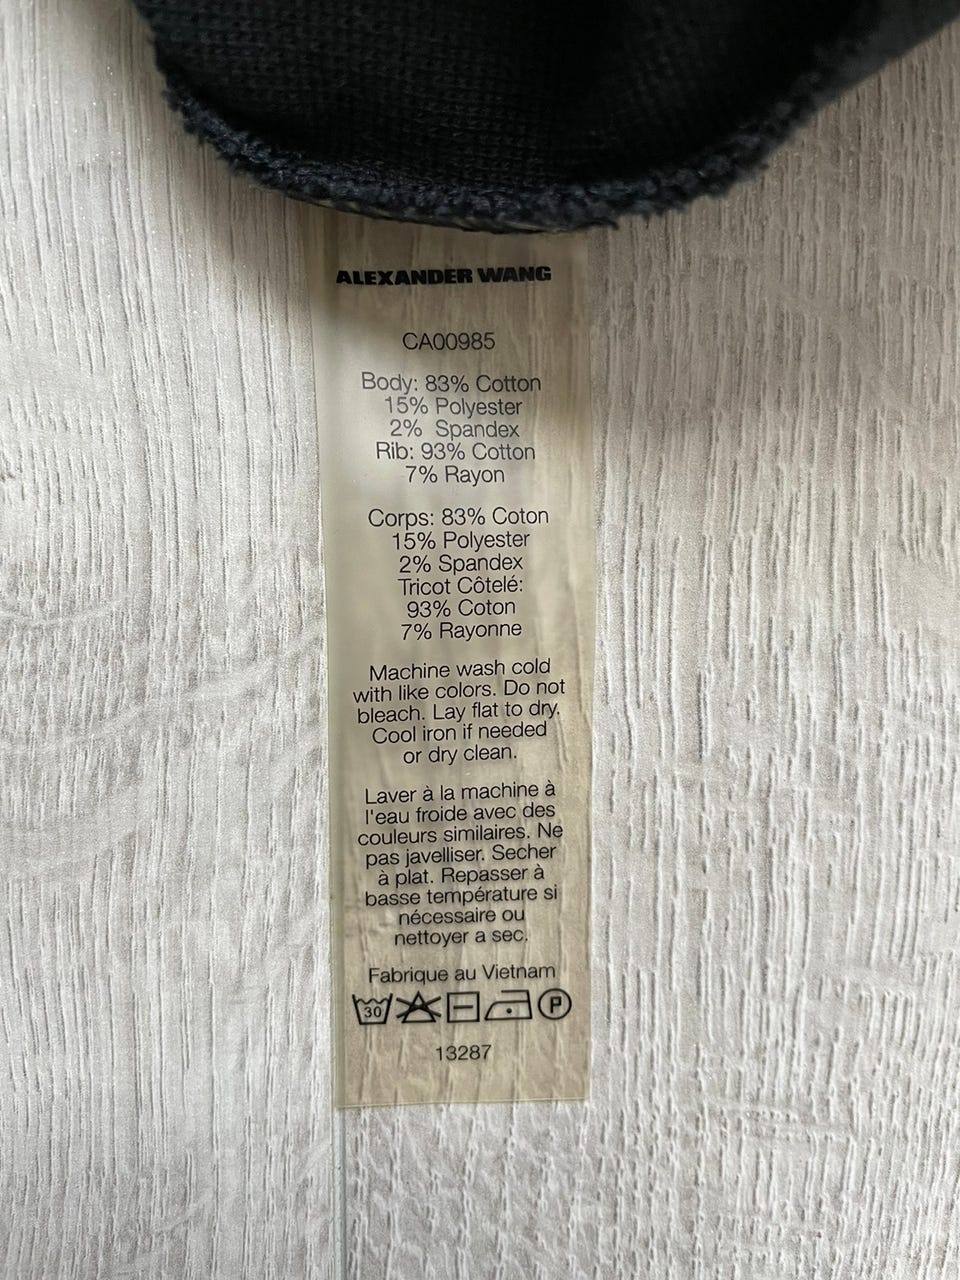 ALEXANDER WANG
CA00985
Body: 83% Cotton
15% Polyester
2% Spandex
Rib: 93% Cotton
7% Rayon
Corps: 83% Coton
15% Polyester
2% Spandex
Tricot Côtelé:
93% Coton
7% Rayonne
Machine wash cold
with like colors. Do not
bleach. Lay flat to dry.
Cool iron if needed
or dry clean.
Laver à la machine à
l'eau froide avec des
couleurs similaires. Ne
pas javelliser. Secher
à plat. Repasser à
basse température si
nécessaire ou
nettoyer a sec.
Fabrique au Vietnam
30 P
13287